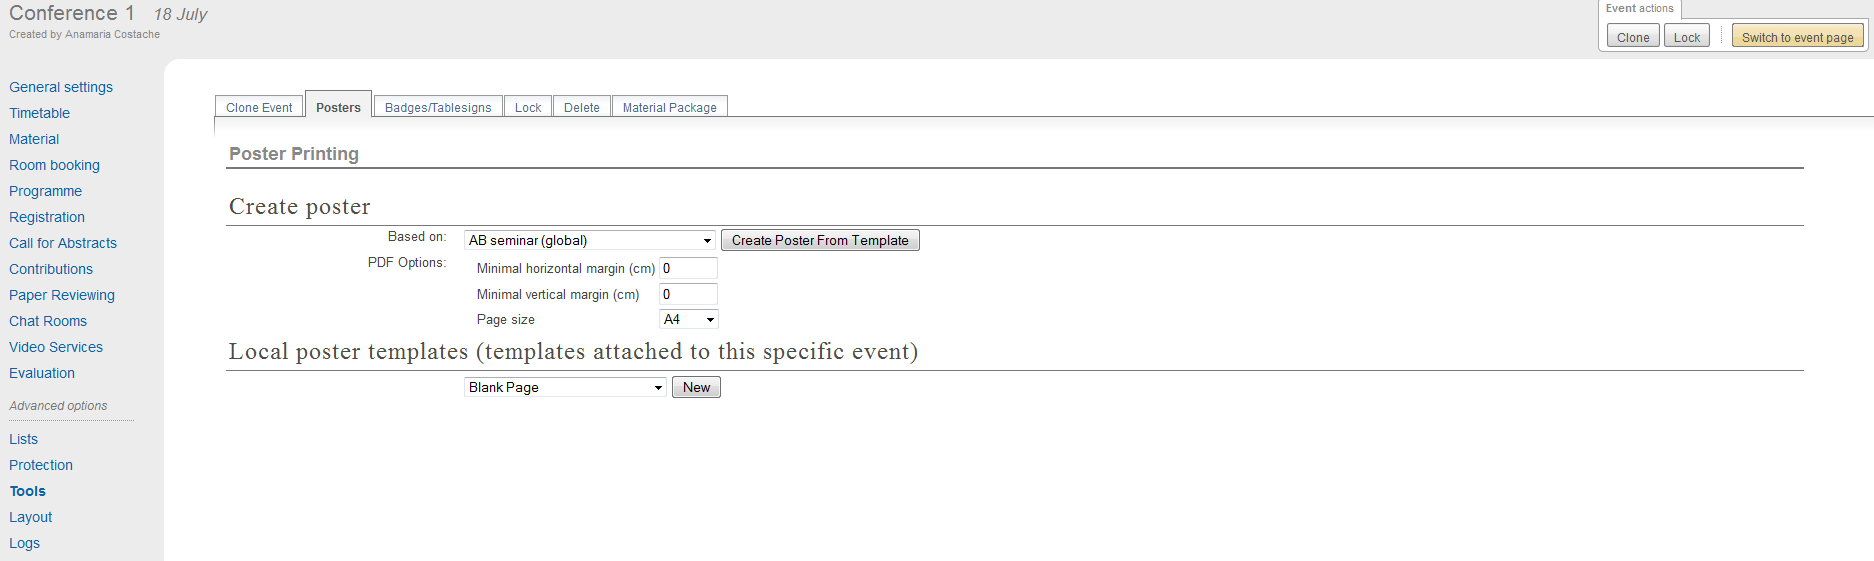 Conference 1 18 July
Created by Anamaria Costache
Event actions
Clone Lock Switch to event page
General settings
Timetable
Material
Room booking
Programme
Registration
Call for Abstracts
Contributions
Paper Reviewing
Chat Rooms
Video Services
Evaluation
Advanced options
Lists
Protection
Tools
Layout
Logs
Clone Event Posters Badges/Tablesigns Lock Delete Material Package
Poster Printing
Create poster
Based on: AB seminar (global) Create Poster From Template
PDF Options: Minimal horizontal margin (cm) 0
Minimal vertical margin (cm) 0
Page size A4
Local poster templates (templates attached to this specific event)
Blank Page New